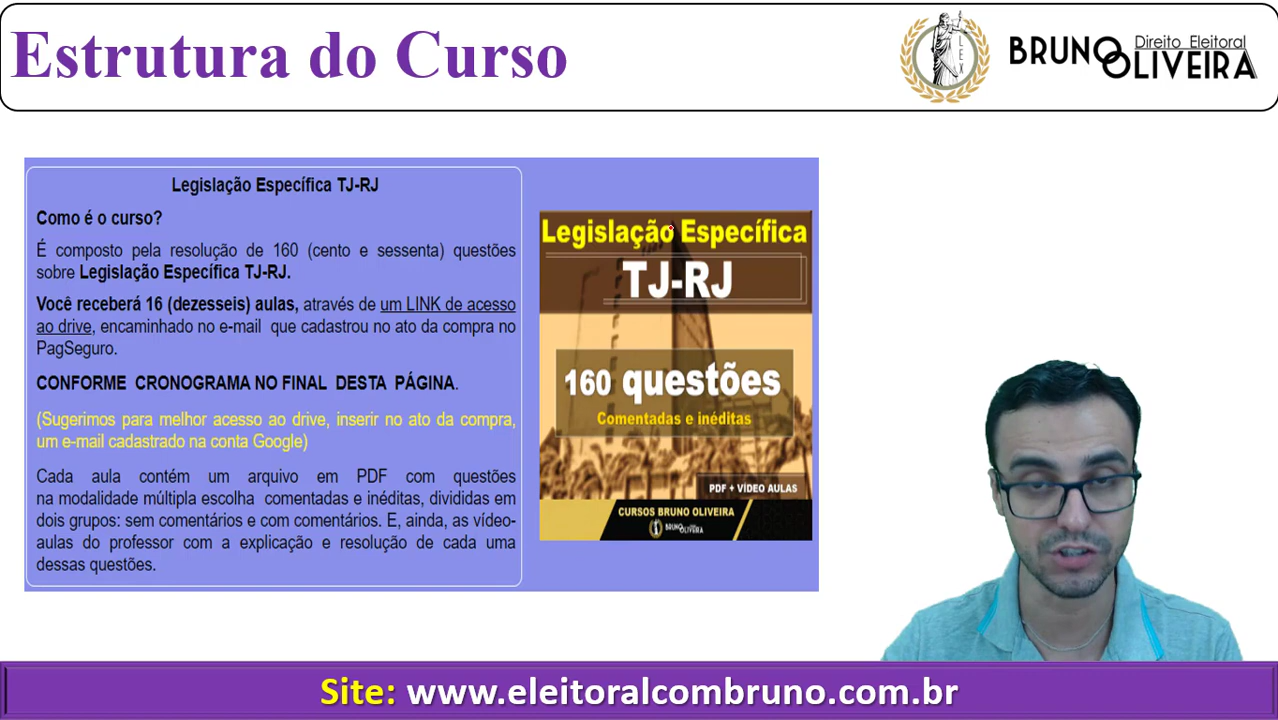 Estrutura do Curso
LEX
BRUNO Direito Eleitoral
OLIVEIRA
Legislação Específica TJ-RJ
Como é o curso?
É composto pela resolução de 160 (cento e sessenta) questões
sobre Legislação Específica TJ-RJ.
Você receberá 16 (dezesseis) aulas, através de um LINK de acesso
ao drive, encaminhado no e-mail que cadastrou no ato da compra no
PagSeguro.
CONFORME CRONOGRAMA NO FINAL DESTA PÁGINA.
(Sugerimos para melhor acesso ao drive, inserir no ato da compra,
um e-mail cadastrado na conta Google)
Cada aula contém um arquivo em PDF com questões
na modalidade múltipla escolha comentadas e inéditas, divididas em
dois grupos: sem comentários e com comentários. E, ainda, as vídeo-
aulas do professor com a explicação e resolução de cada uma
dessas questões.
Legislação Específica
TJ-RJ
160 questões
Comentadas e inéditas
PDF + VÍDEO AULAS
CURSOS BRUNO OLIVEIRA
BRUNO
OLIVEIRA
Site: www.eleitoralcombruno.com.br